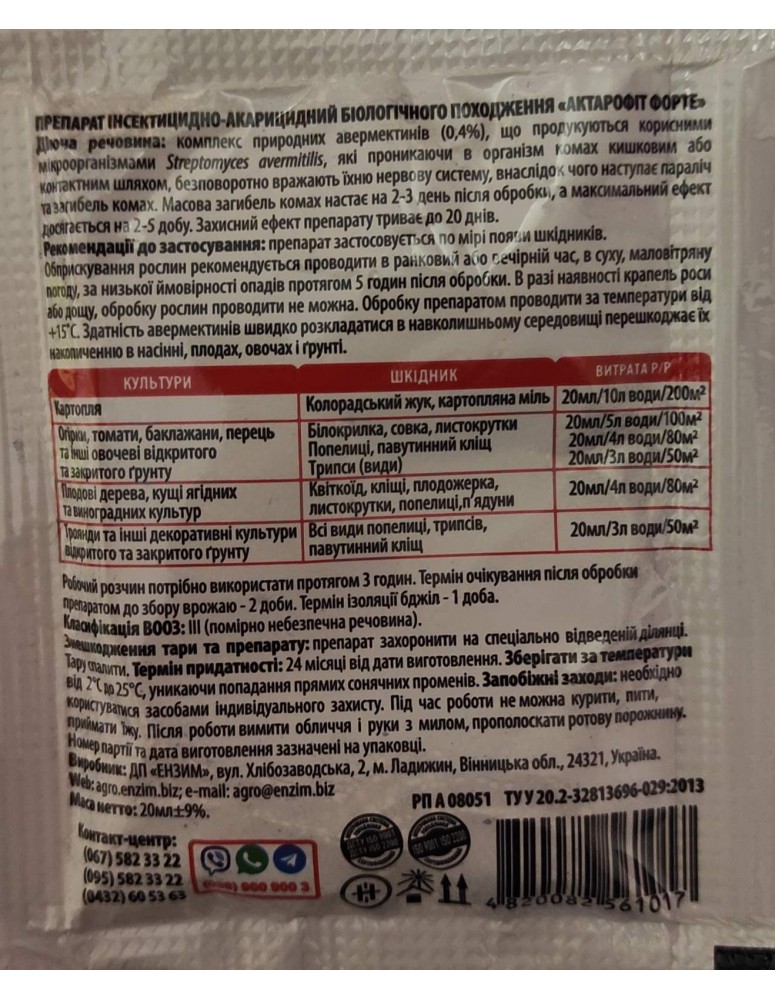 ПРЕПАРАТ ІНСЕКТИЦИДНО-АКАРИЦИДНИЙ БІОЛОГІЧНОГО ПОХОДЖЕННЯ «АКТАРОФІТ ФОРТЕ»
Діюча речовина: комплекс природних авермектинів (0,4%), що продукуються корисними
мікроорганізмами Streptomyces avermitilis, які проникаючи в організм комах кишковим або
контактним шляхом, безповоротно вражають їхню нервову систему, внаслідок чого наступає параліч
та загибель комах. Масова загибель комах настає на 2-3 день після обробки, а максимальний ефект
досягається на 2-5 добу. Захисний ефект препарату триває до 20 днів.
Рекомендації до застосування: препарат застосовується по мірі появи шкідників.
Обприскування рослин рекомендується проводити в ранковий або вечірній час, в суху, маловітряну
погоду, за низької ймовірності опадів протягом 5 годин після обробки. В разі наявності крапель роси
або дощу, обробку рослин проводити не можна. Обробку препаратом проводити за температури від
+15˚С. Здатність авермектинів швидко розкладатися в навколишньому середовищі перешкоджає їх
накопиченню в насінні, плодах, овочах і ґрунті.
КУЛЬТУРИ ШКІДНИК ВИТРАТА Р/Р
Картопля Колорадський жук, картопляна міль 20мл/10л води/200м²
Огірки, томати, баклажани, перець Білокрилка, совка, листокрутки 20мл/5л води/100м²
та інші овочеві відкритого Попелиці, павутинний кліщ 20мл/4л води/80м²
та закритого ґрунту Трипси (види) 20мл/3л води/50м²
Плодові дерева, кущі ягідних Квіткоїд, кліщі, плодожерка, 20мл/4л води/80м²
та виноградних культур листокрутки, попелиці,п'ядуни
Троянди та інші декоративні культури Всі види попелиці, трипсів, 20мл/3л води/50м²
відкритого та закритого ґрунту павутинний кліщ
Робочий розчин потрібно використати протягом 3 годин. Термін очікування після обробки
препаратом до збору врожаю - 2 доби. Термін ізоляції бджіл - 1 доба.
Класифікація ВООЗ: III (помірно небезпечна речовина).
Знешкодження тари та препарату: препарат захоронити на спеціально відведеній ділянці.
Тару спалити. Термін придатності: 24 місяці від дати виготовлення. Зберігати за температури
від 2˚С до 25˚С, уникаючи попадання прямих сонячних променів. Запобіжні заходи: необхідно
користуватися засобами індивідуального захисту. Під час роботи не можна курити, пити,
приймати їжу. Після роботи вимити обличчя і руки з милом, прополоскати ротову порожнину.
Номер партії та дата виготовлення зазначені на упаковці.
Виробник: ДП «ЕНЗИМ», вул. Хлібозаводська, 2, м. Ладижин, Вінницька обл., 24321, Україна.
Web: agro.enzim.biz; e-mail: agro@enzim.biz
Маса нетто: 20мл±9%.
РП А 08051 ТУ У 20.2-32813696-029:2013
Контакт-центр:
(067) 582 33 22
(095) 582 33 22
(0432) 60 53 63
900 900 3
4 820082 561017